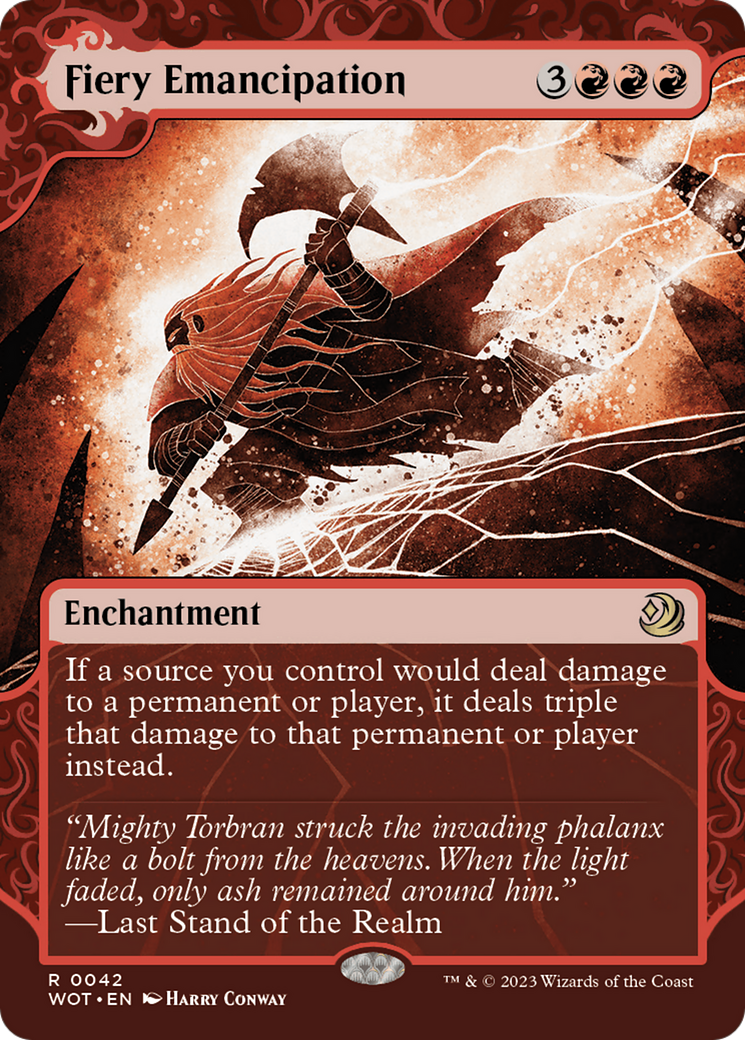 Fiery Emancipation 3
Enchantment
If a source you control would deal damage
to a permanent or player, it deals triple
that damage to that permanent or player
instead.
“Mighty Torbran struck the invading phalanx
like a bolt from the heavens. When the light
faded, only ash remained around him.”
—Last Stand of the Realm
R 0042
WOT • EN Harry Conway
™ & © 2023 Wizards of the Coast